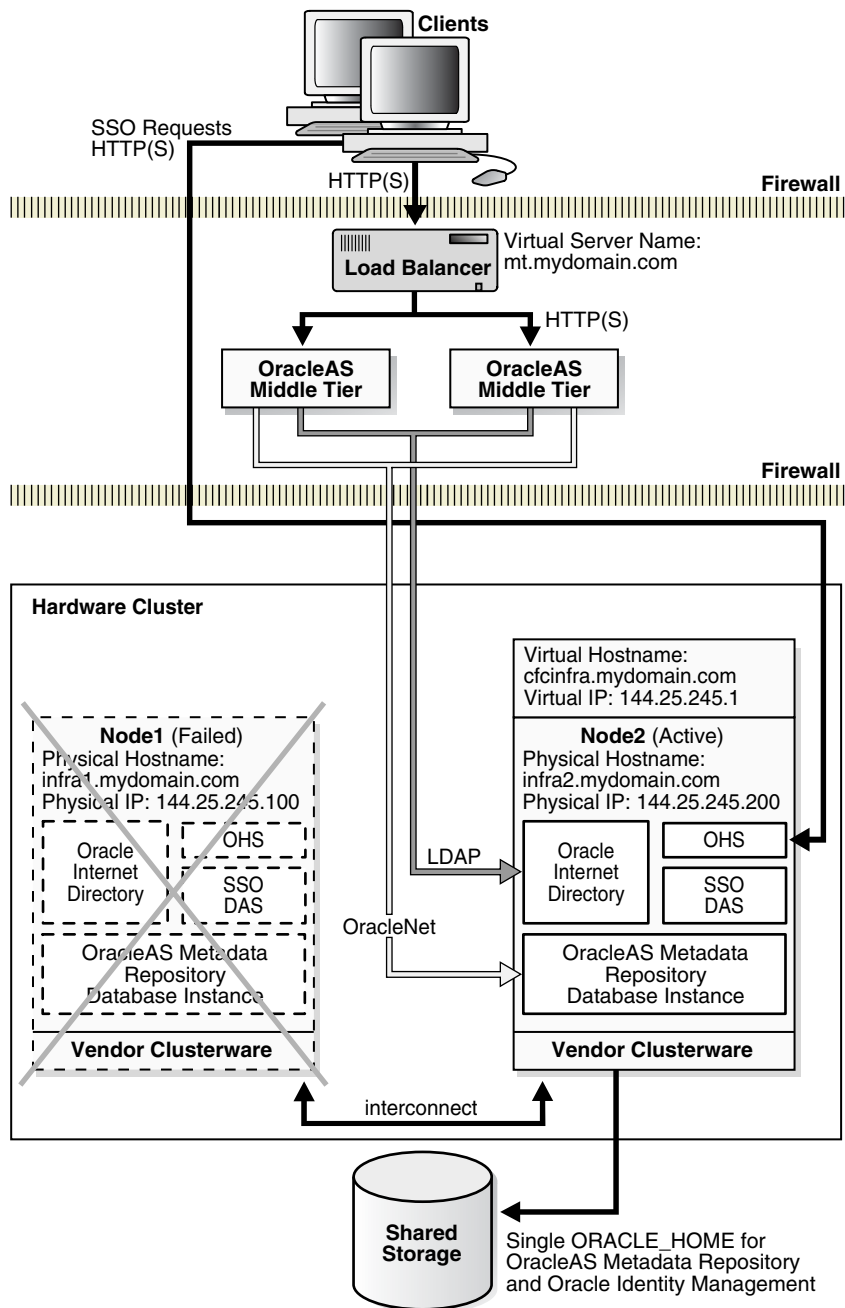 Clients
SSO Requests
HTTP(S)
HTTP(S)
Firewall
Load Balancer
Virtual Server Name:
mt.mydomain.com
HTTP(S)
OracleAS
Middle Tier
OracleAS
Middle Tier
Firewall
Hardware Cluster
Virtual Hostname:
cfcinfra.mydomain.com
Virtual IP: 144.25.245.1
Node1 (Failed)
Physical Hostname:
infra1.mydomain.com
Physical IP: 144.25.245.100
Oracle
Internet
Directory
OHS
SSO
DAS
OracleAS Metadata
Repository
Database Instance
Vendor Clusterware
LDAP
OracleNet
Node2 (Active)
Physical Hostname:
infra2.mydomain.com
Physical IP: 144.25.245.200
Oracle
Internet
Directory
OHS
SSO
DAS
OracleAS Metadata
Repository
Database Instance
Vendor Clusterware
interconnect
Shared
Storage
Single ORACLE_HOME for
OracleAS Metadata Repository
and Oracle Identity Management